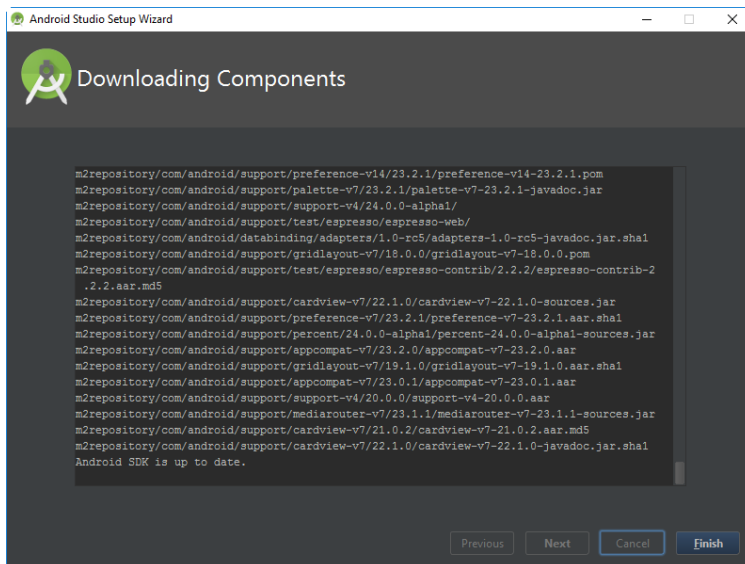 Android Studio Setup Wizard
Downloading Components
m2repository/com/android/support/preference-v14/23.2.1/preference-v14-23.2.1.pom
m2repository/com/android/support/palette-v7/23.2.1/palette-v7-23.2.1-javadoc.jar
m2repository/com/android/support/support-v4/24.0.0-alpha1/
m2repository/com/android/support/test/espresso/espresso-web/
m2repository/com/android/databinding/adapters/1.0-rc5/adapters-1.0-rc5-javadoc.jar.sha1
m2repository/com/android/support/gridlayout-v7/18.0.0/gridlayout-v7-18.0.0.pom
m2repository/com/android/support/test/espresso/espresso-contrib/2.2.2/espresso-contrib-2
.2.2.aar.md5
m2repository/com/android/support/cardview-v7/22.1.0/cardview-v7-22.1.0-sources.jar
m2repository/com/android/support/preference-v7/23.2.1/preference-v7-23.2.1.aar.sha1
m2repository/com/android/support/percent/24.0.0-alpha1/percent-24.0.0-alpha1-sources.jar
m2repository/com/android/support/appcompat-v7/23.2.0/appcompat-v7-23.2.0.aar
m2repository/com/android/support/gridlayout-v7/19.1.0/gridlayout-v7-19.1.0.aar.sha1
m2repository/com/android/support/appcompat-v7/23.0.1/appcompat-v7-23.0.1.aar
m2repository/com/android/support/support-v4/20.0.0/support-v4-20.0.0.aar
m2repository/com/android/support/mediarouter-v7/23.1.1/mediarouter-v7-23.1.1-sources.jar
m2repository/com/android/support/cardview-v7/21.0.2/cardview-v7-21.0.2.aar.md5
m2repository/com/android/support/cardview-v7/22.1.0/cardview-v7-22.1.0-javadoc.jar.sha1
Android SDK is up to date.
Previous Next Cancel Finish